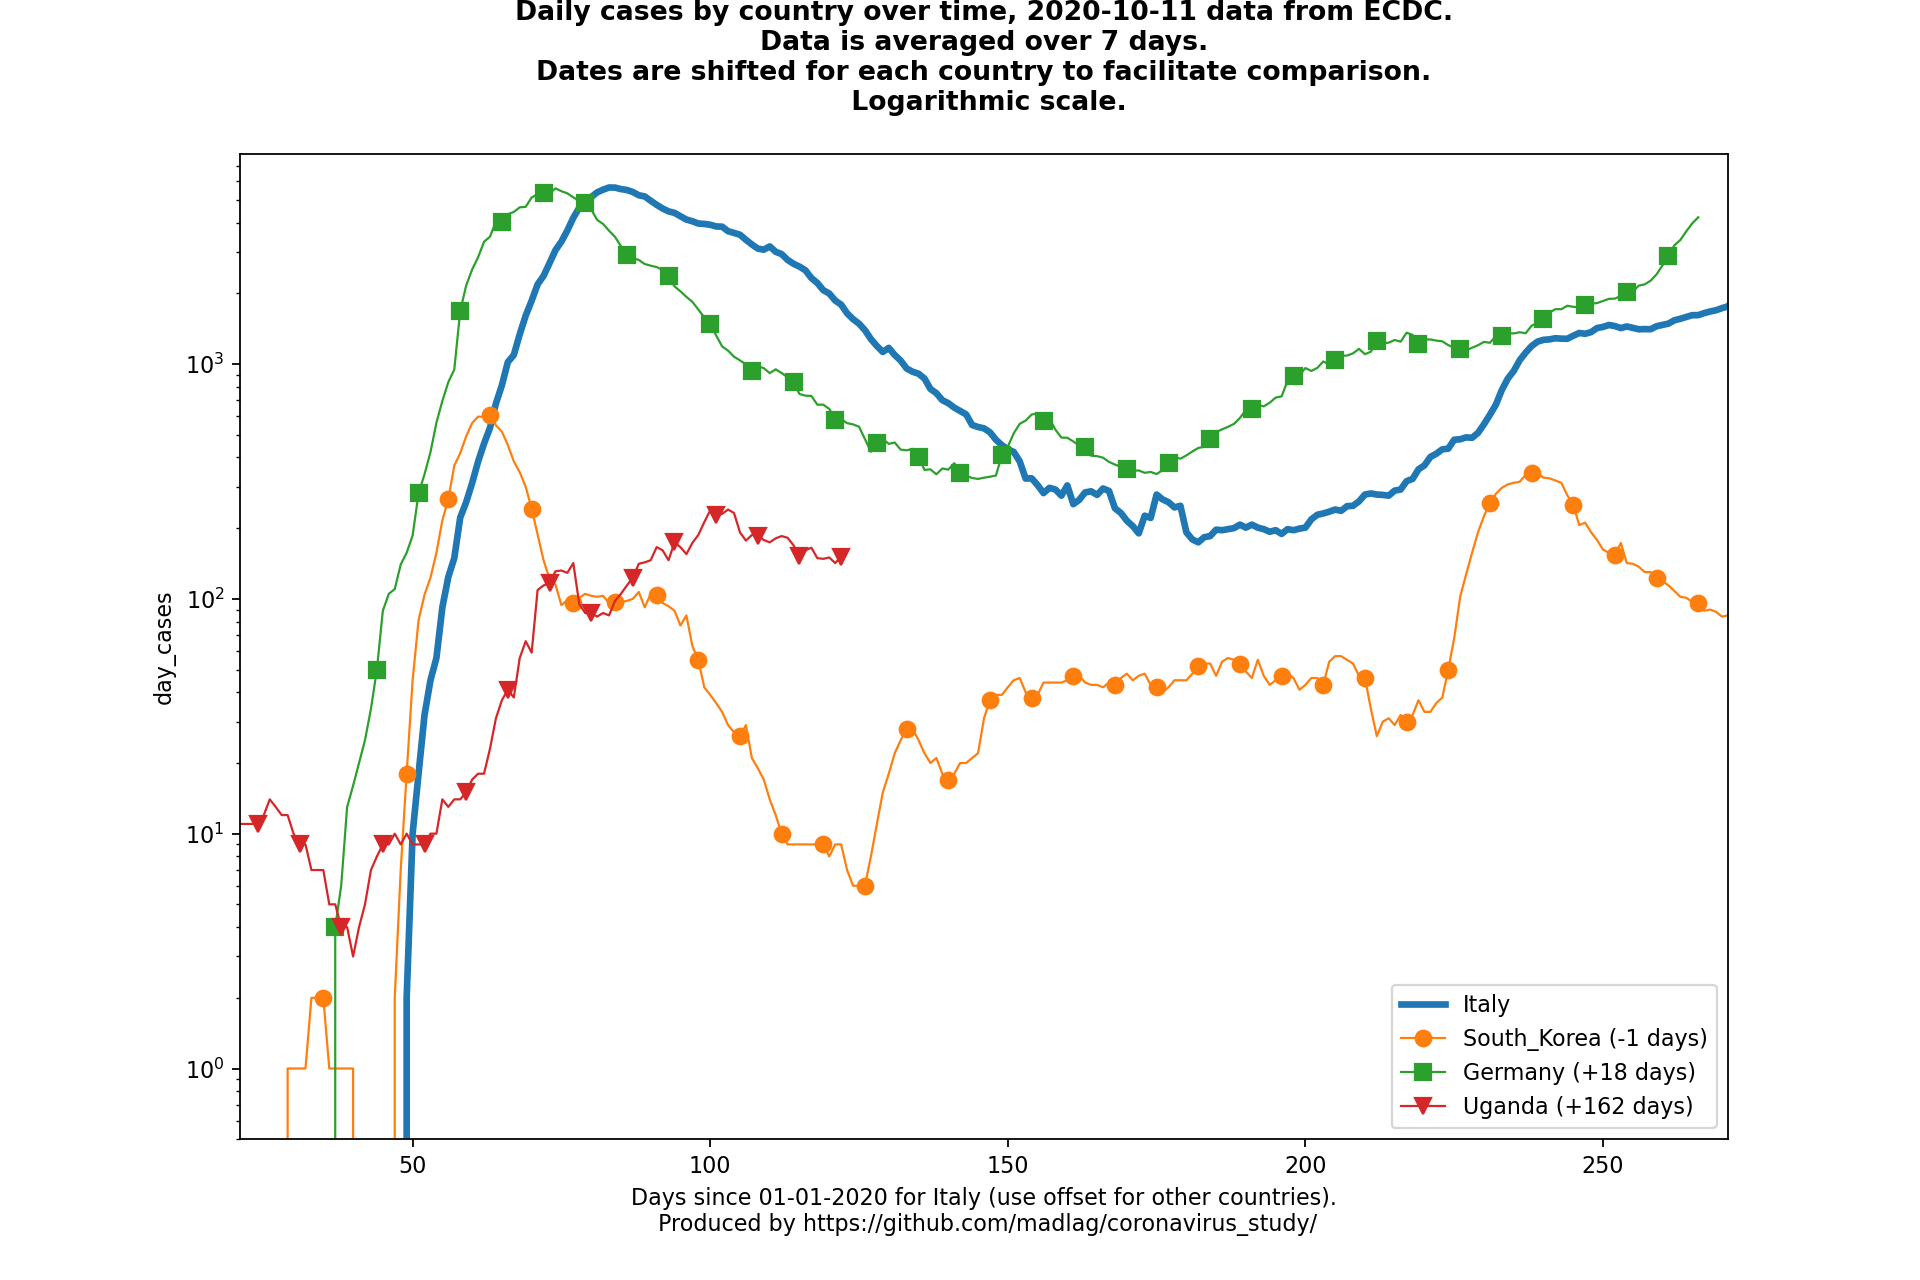 Daily cases by country over time, 2020-10-11 data from ECDC.
Data is averaged over 7 days.
Dates are shifted for each country to facilitate comparison.
Logarithmic scale.
day_cases
10³
10²
10¹
10⁰
50
100
150
200
250
Italy
South_Korea (-1 days)
Germany (+18 days)
Uganda (+162 days)
Days since 01-01-2020 for Italy (use offset for other countries).
Produced by https://github.com/madlag/coronavirus_study/